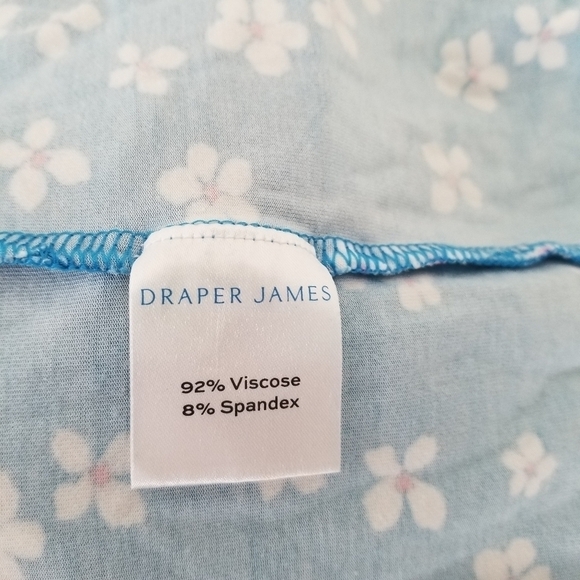 DRAPER JAMES
92% Viscose
8% Spandex